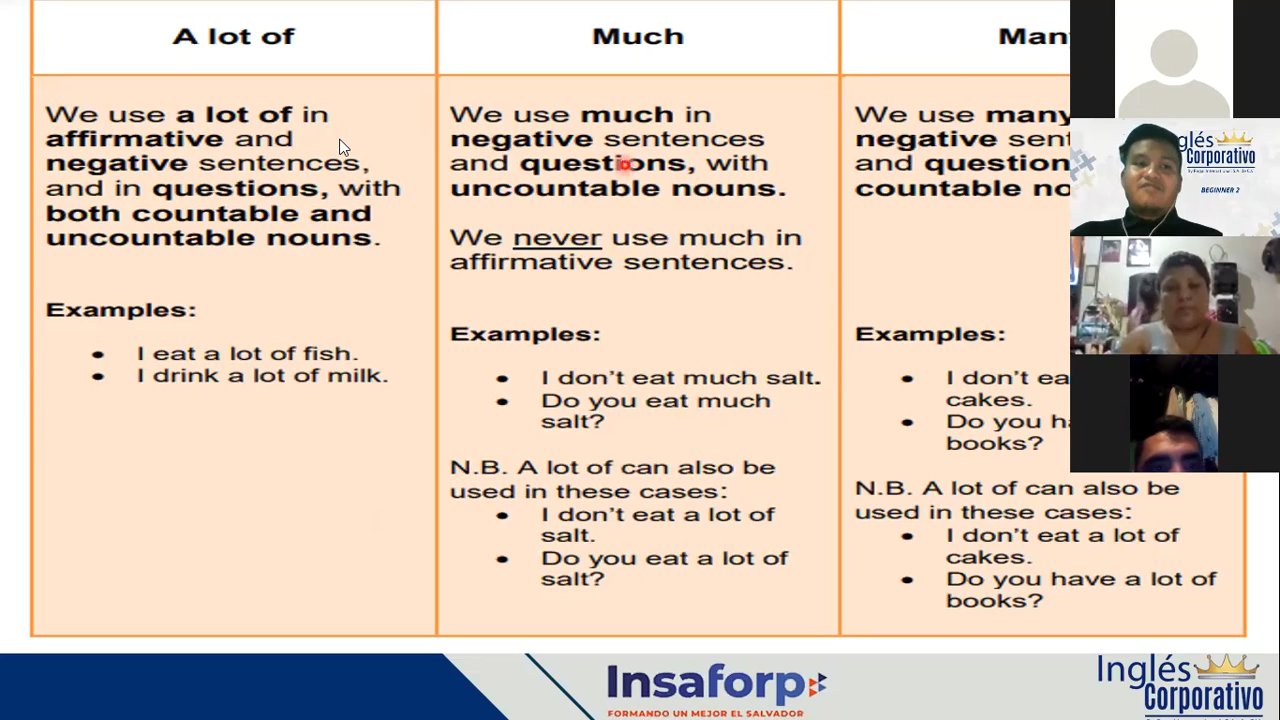 A lot of
We use a lot of in
affirmative and
negative sentences,
and in questions, with
both countable and
uncountable nouns.
Examples:
• I eat a lot of fish.
• I drink a lot of milk.
Much
We use much in
negative sentences
and questions, with
uncountable nouns.
We never use much in
affirmative sentences.
Examples:
• I don't eat much salt.
• Do you eat much
salt?
N.B. A lot of can also be
used in these cases:
• I don't eat a lot of
salt.
• Do you eat a lot of
salt?
We use many
negative
and
countable
Examples:
• I don't
cakes.
• Do you
books?
N.B. A lot of can also be
used in these cases:
• I don't eat a lot of
cakes.
• Do you have a lot of
books?
Corporativo
BEGINNER 2
Insaforp
FORMANDO UN MEJOR EL SALVADOR
Inglés
Corporativo